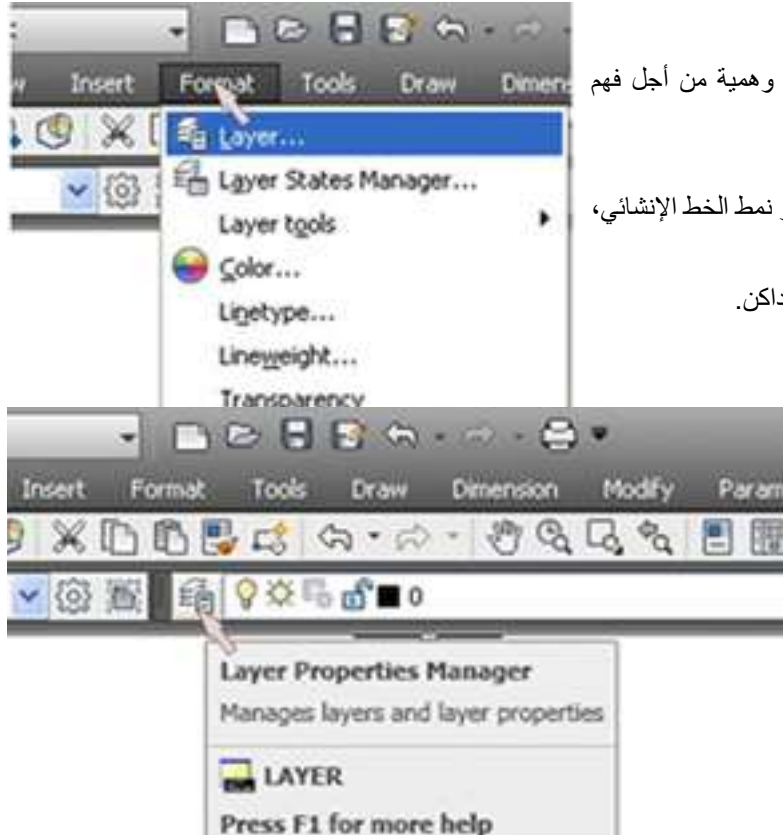 Insert Format Tools Draw
وهمية من أجل فهم
Layer...
Layer States Manager...
Layer tools
نمط الخط الإنشائي،
Color...
داكن.
Linetype...
Lineweight...
Transparency
Insert Format Tools Draw Dimension Modify
0
Layer Properties Manager
Manages layers and layer properties
LAYER
Press F1 for more help